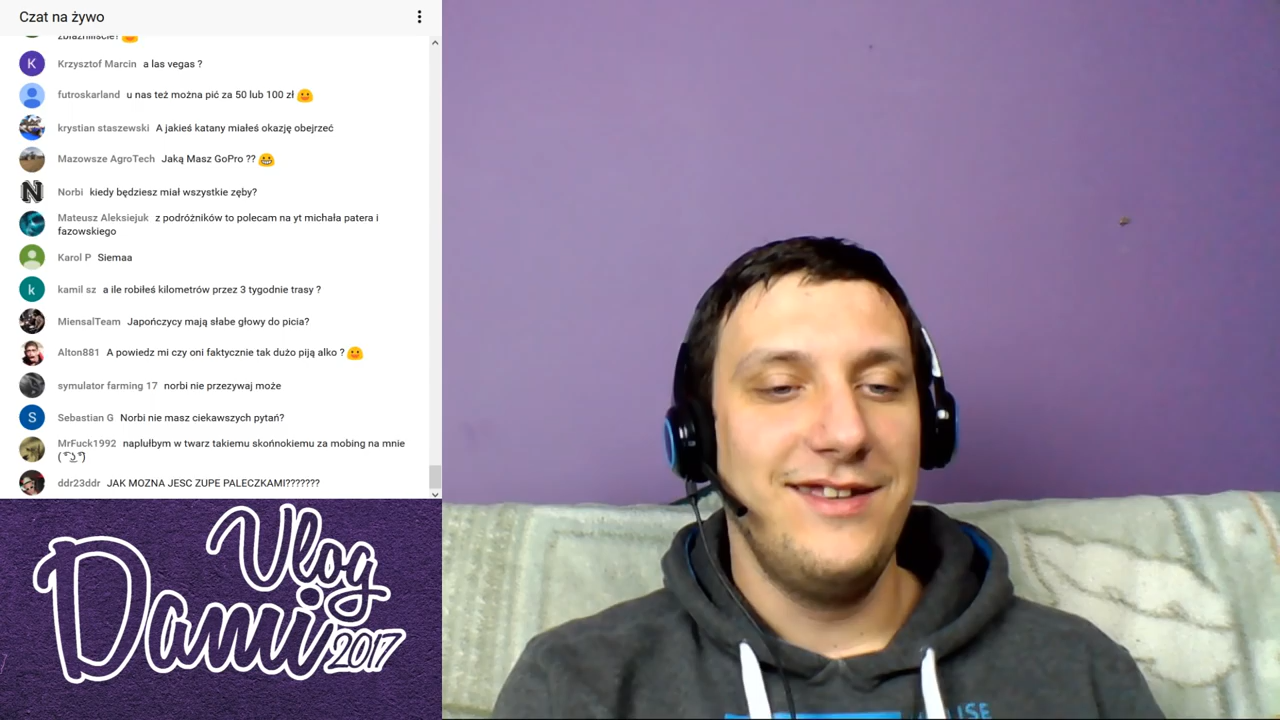 Czat na żywo
zbłaźniliście?
K
Krzysztof Marcin a las vegas ?
futroskarland u nas też można pić za 50 lub 100 zł
krystian staszewski A jakieś katany miałeś okazję obejrzeć
Mazowsze AgroTech Jaką Masz GoPro ??
N
Norbi kiedy będziesz miał wszystkie zęby?
Mateusz Aleksiejuk z podróżników to polecam na yt michała patera i
fazowskiego
Karol P Siemaa
k
kamil sz a ile robiłeś kilometrów przez 3 tygodnie trasy ?
MiensalTeam Japończycy mają słabe głowy do picia?
Alton881 A powiedz mi czy oni faktycznie tak dużo piją alko ?
symulator farming 17 norbi nie przezywaj może
S
Sebastian G Norbi nie masz ciekawszych pytań?
MrFuck1992 naplułbym w twarz takiemu skońnokiemu za mobing na mnie
( ͡° ͜ʖ ͡°)
ddr23ddr JAK MOZNA JESC ZUPE PALECZKAMI???????
Vlog
Dami
2017